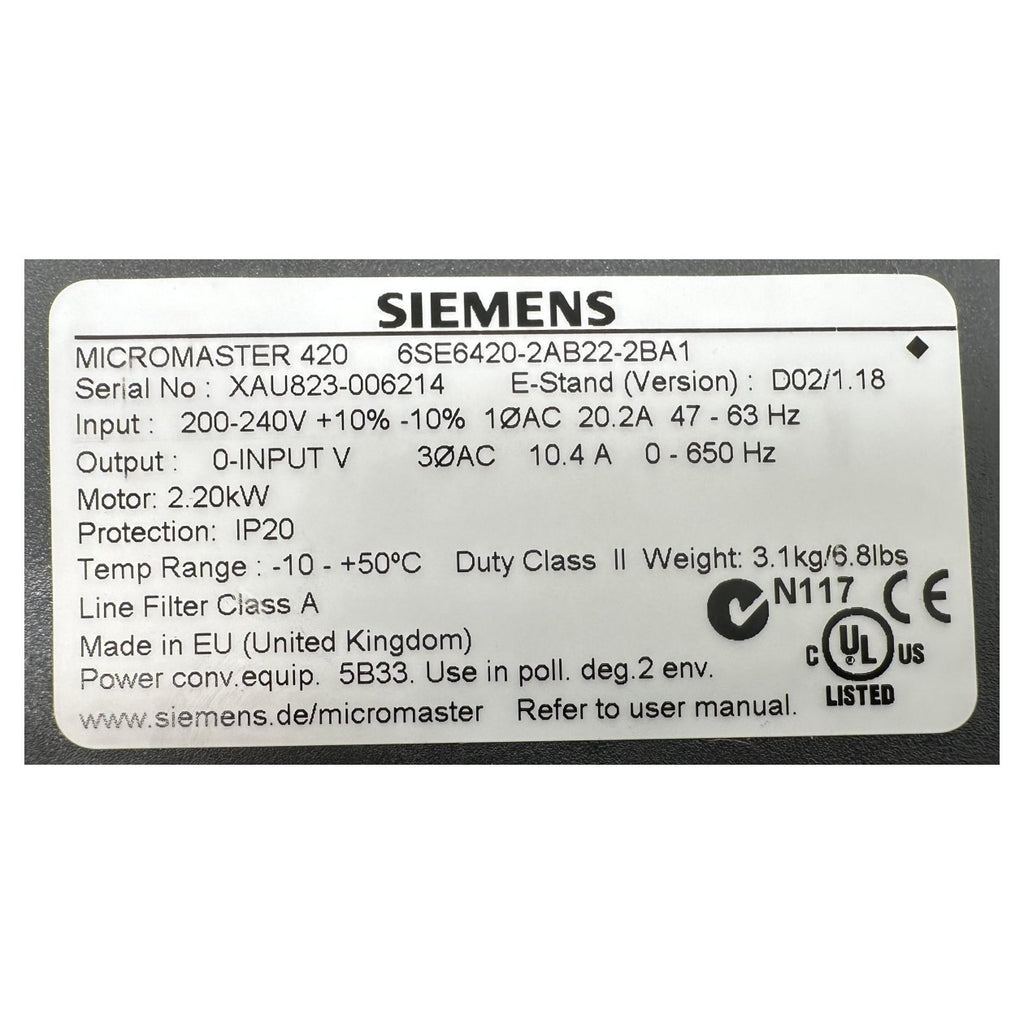 SIEMENS
MICROMASTER 420 6SE6420-2AB22-2BA1
Serial No : XAU823-006214 E-Stand (Version) : D02/1.18
Input : 200-240V +10% -10% 1ØAC 20.2A 47 - 63 Hz
Output : 0-INPUT V 3ØAC 10.4 A 0 - 650 Hz
Motor: 2.20kW
Protection: IP20
Temp Range : -10 - +50ºC Duty Class II Weight: 3.1kg/6.8lbs
Line Filter Class A
N117 CE
Made in EU (United Kingdom)
C UL® US
LISTED
Power conv.equip. 5B33. Use in poll. deg.2 env.
www.siemens.de/micromaster Refer to user manual.